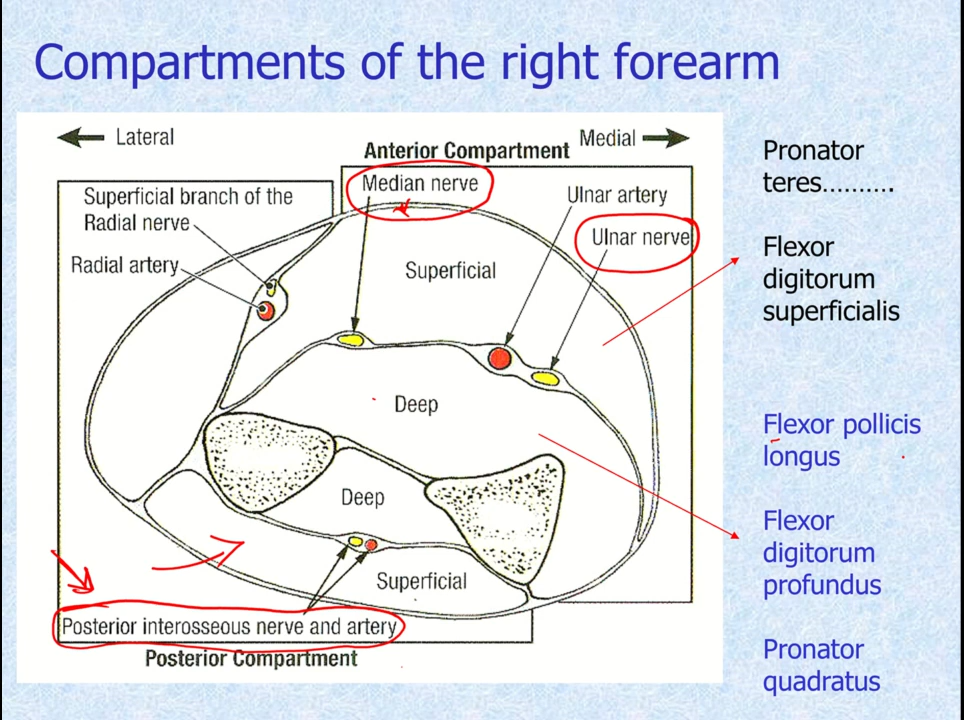 Compartments of the right forearm
Lateral
Medial
Anterior Compartment
Superficial branch of the
Radial nerve
Radial artery
Median nerve
Ulnar artery
Ulnar nerve
Superficial
Deep
Deep
Superficial
Posterior interosseous nerve and artery
Posterior Compartment
Pronator
teres..........
Flexor
digitorum
superficialis
Flexor pollicis
longus
Flexor
digitorum
profundus
Pronator
quadratus